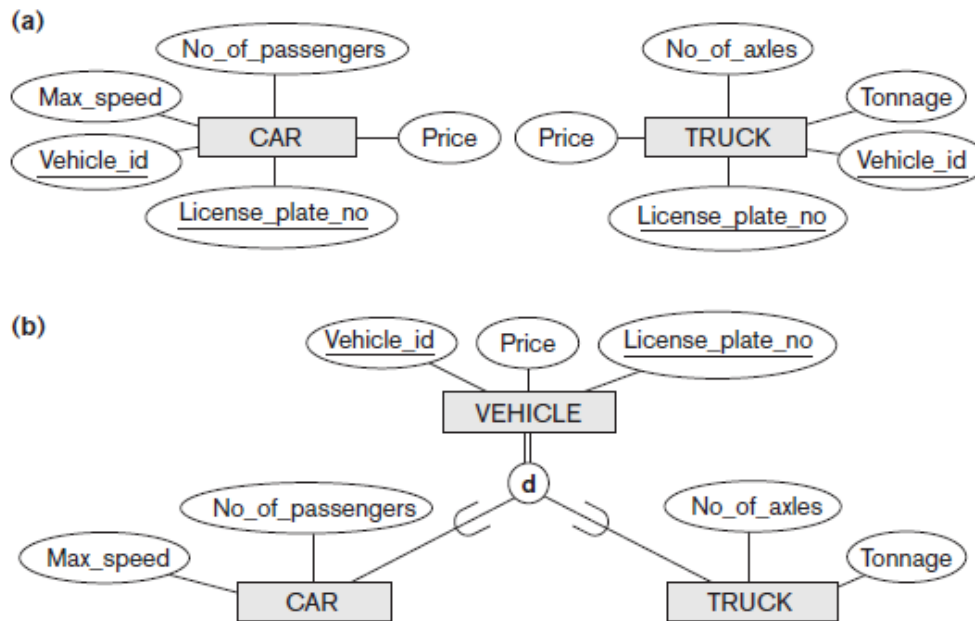 (a)
No_of_passengers
No_of_axles
Max_speed
Tonnage
CAR
Price
Price
TRUCK
Vehicle_id
Vehicle_id
License_plate_no
License_plate_no
(b)
Vehicle_id
Price
License_plate_no
VEHICLE
d
No_of_passengers
No_of_axles
Max_speed
Tonnage
CAR
TRUCK